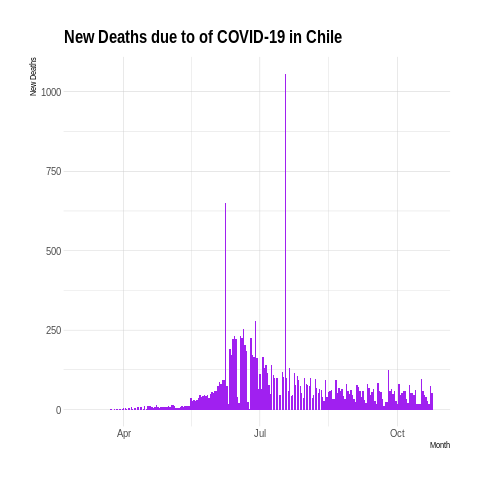 New Deaths due to of COVID-19 in Chile
New Deaths
1000
750
500
250
0
Apr
Jul
Oct
Month